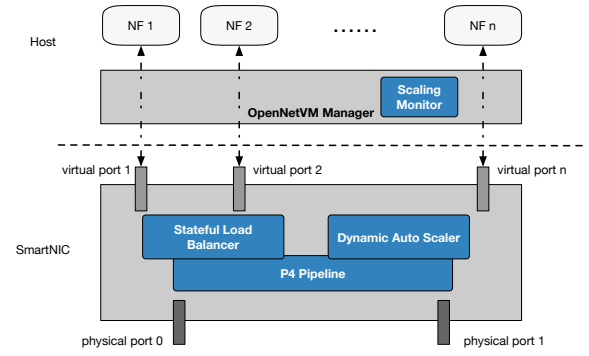 NF 1
NF 2
......
NF n
Host
Scaling
Monitor
OpenNetVM Manager
virtual port 1
virtual port 2
virtual port n
Stateful Load
Balancer
Dynamic Auto Scaler
SmartNIC
P4 Pipeline
physical port 0
physical port 1